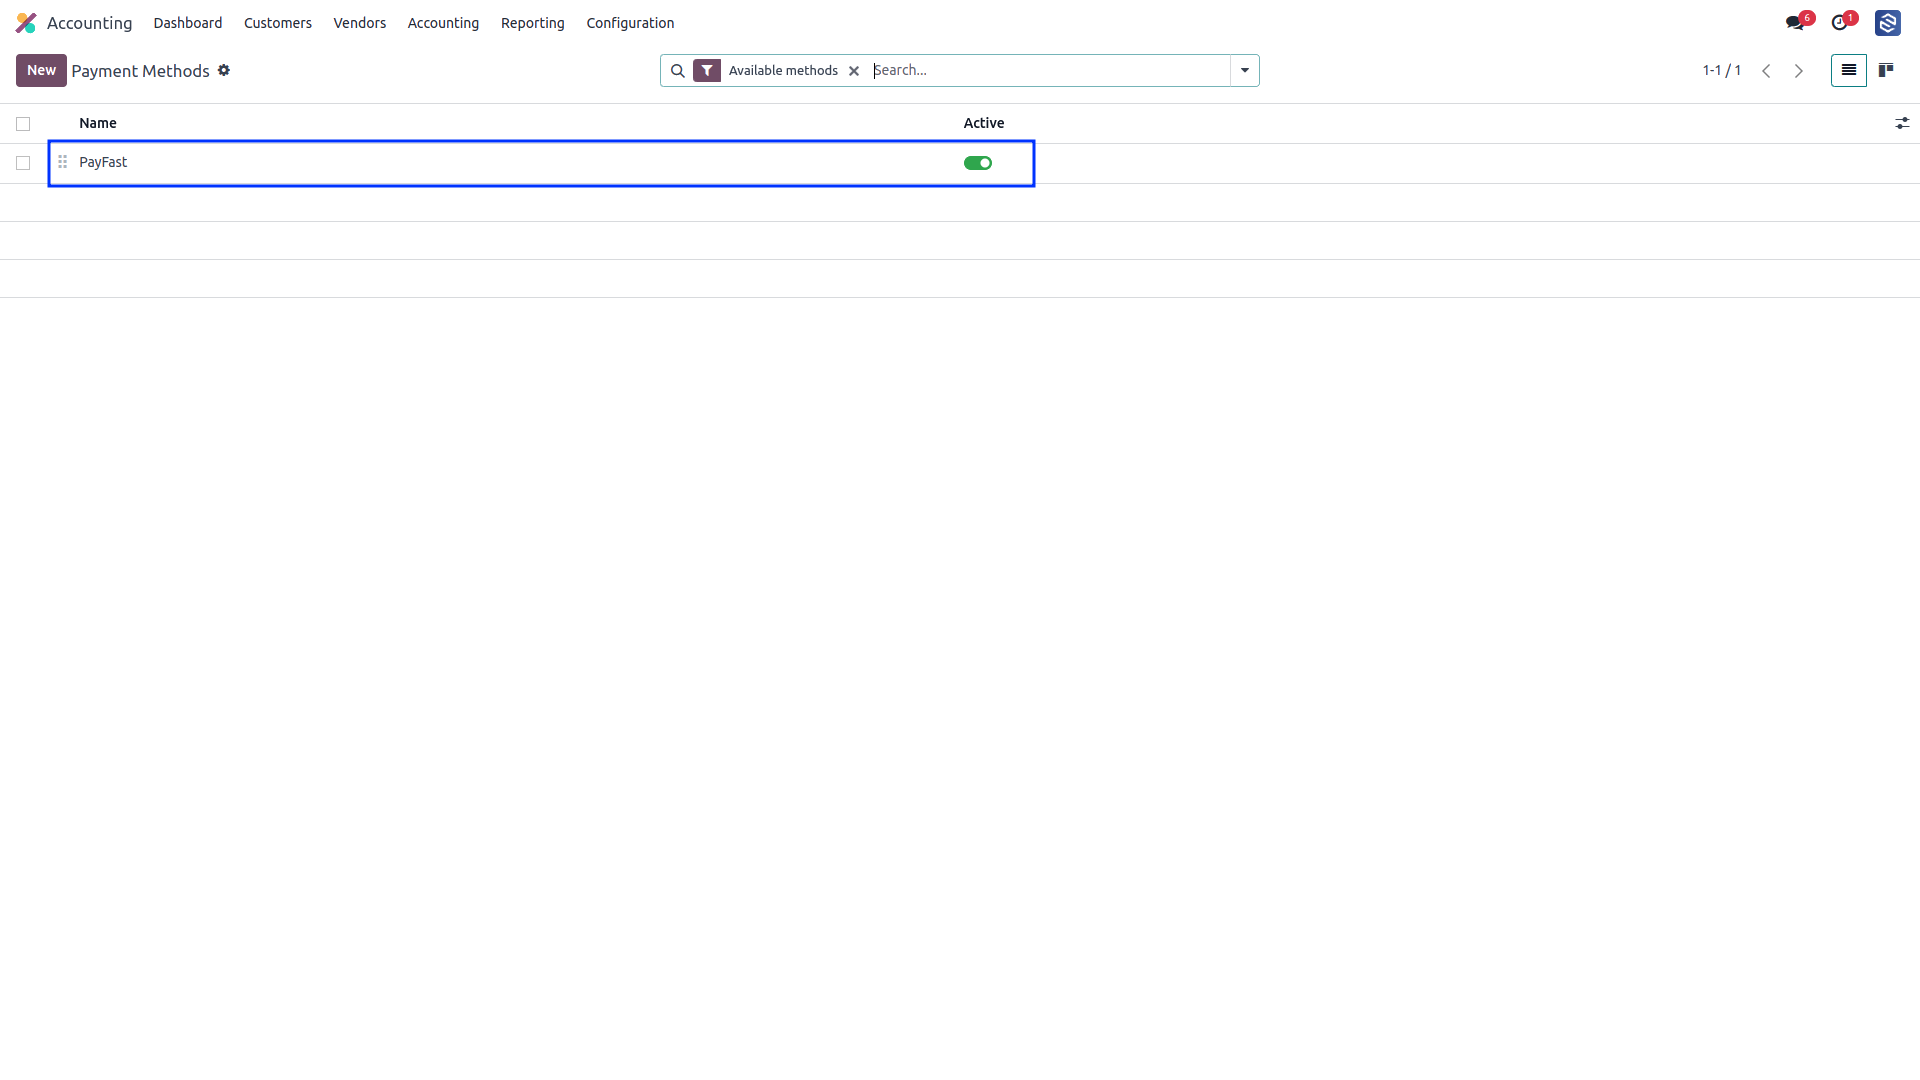 Accounting Dashboard Customers Vendors Accounting Reporting Configuration 6 1
New Payment Methods Available methods Search... 1-1 / 1
Name Active
PayFast